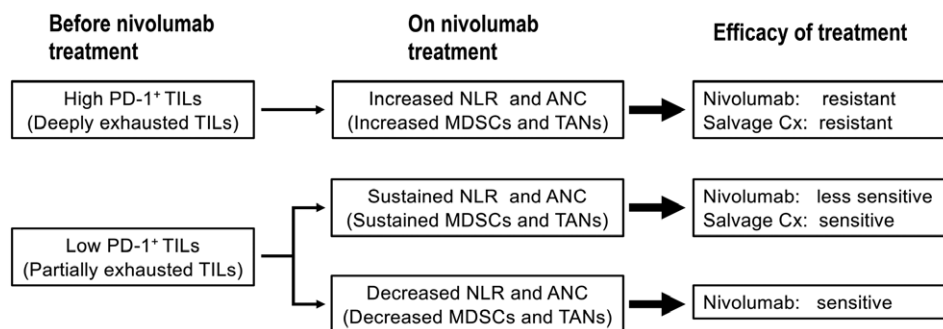 Before nivolumab
treatment
On nivolumab
treatment
Efficacy of treatment
High PD-1⁺ TILs
(Deeply exhausted TILs)
Increased NLR and ANC
(Increased MDSCs and TANs)
Nivolumab: resistant
Salvage Cx: resistant
Low PD-1⁺ TILs
(Partially exhausted TILs)
Sustained NLR and ANC
(Sustained MDSCs and TANs)
Nivolumab: less sensitive
Salvage Cx: sensitive
Decreased NLR and ANC
(Decreased MDSCs and TANs)
Nivolumab: sensitive